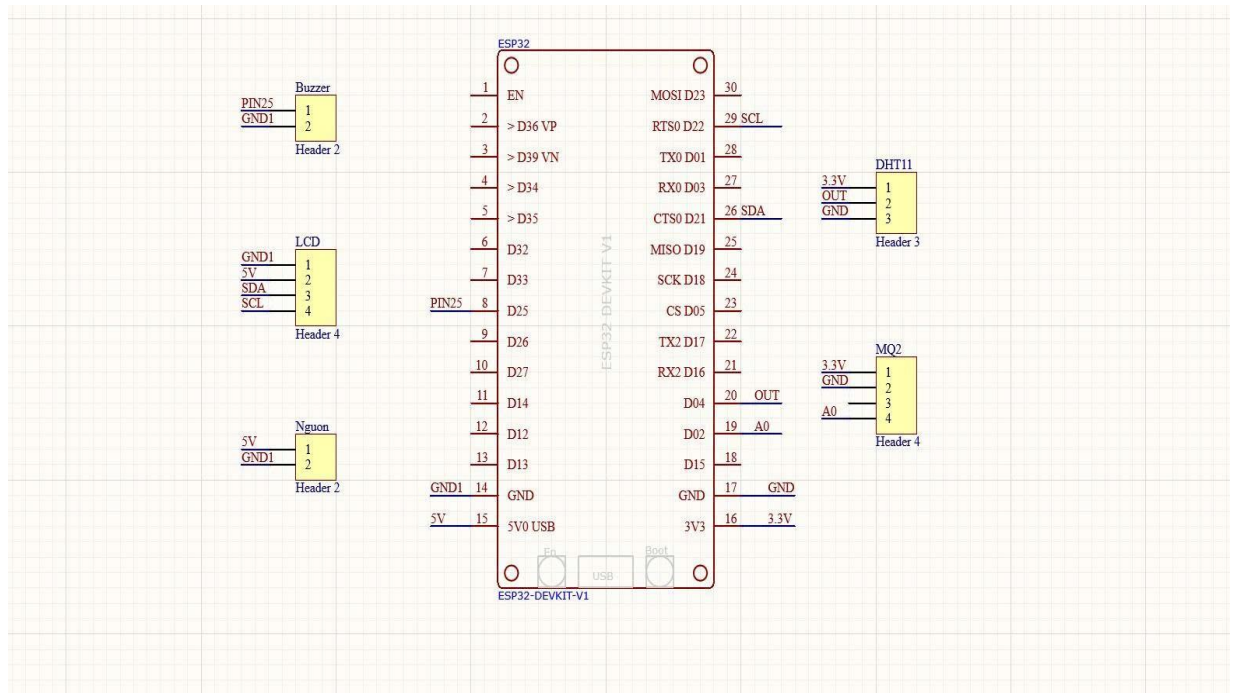 ESP32
Buzzer
PIN25 1
GND1 2
Header 2
LCD
GND1 1
5V 2
SDA 3
SCL 4
Header 4
Nguon
5V 1
GND1 2
Header 2
1 EN
2 > D36 VP
3 > D39 VN
4 > D34
5 > D35
6 D32
7 D33
PIN25 8 D25
9 D26
10 D27
11 D14
12 D12
13 D13
GND1 14 GND
5V 15 5V0 USB
ESP32 DEVKIT V1
MOSI D23 30
RTS0 D22 29 SCL
TX0 D01 28
RX0 D03 27
CTS0 D21 26 SDA
MISO D19 25
SCK D18 24
CS D05 23
TX2 D17 22
RX2 D16 21
D04 20 OUT
D02 19 A0
D15 18
GND 17 GND
3V3 16 3.3V
En
USB
Boot
ESP32-DEVKIT-V1
DHT11
3.3V 1
OUT 2
GND 3
Header 3
MQ2
3.3V 1
GND 2
3
A0 4
Header 4